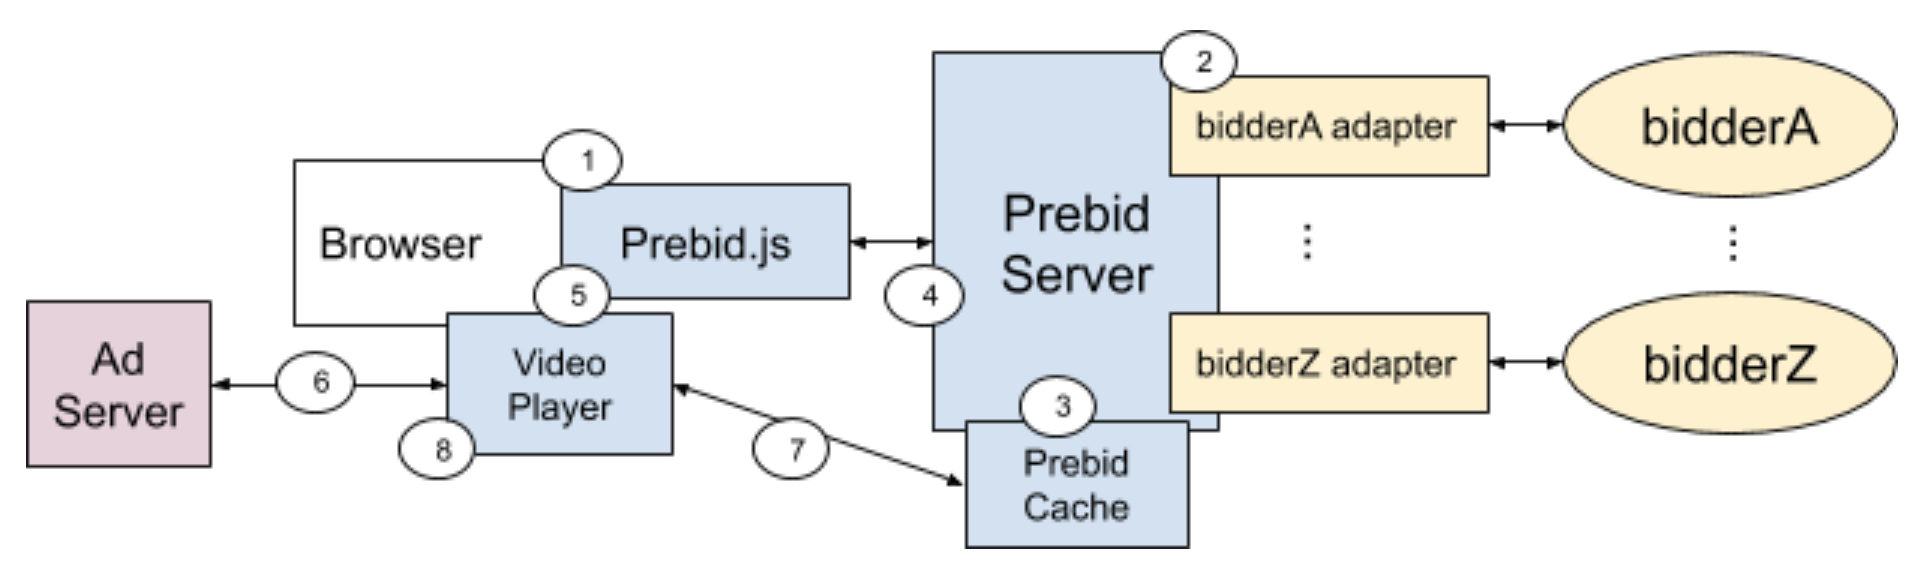 2
bidderA adapter
bidderA
1
Browser
Prebid.js
Prebid
Server
5
4
Ad
Server
6
Video
Player
8
7
bidderZ adapter
bidderZ
3
Prebid
Cache